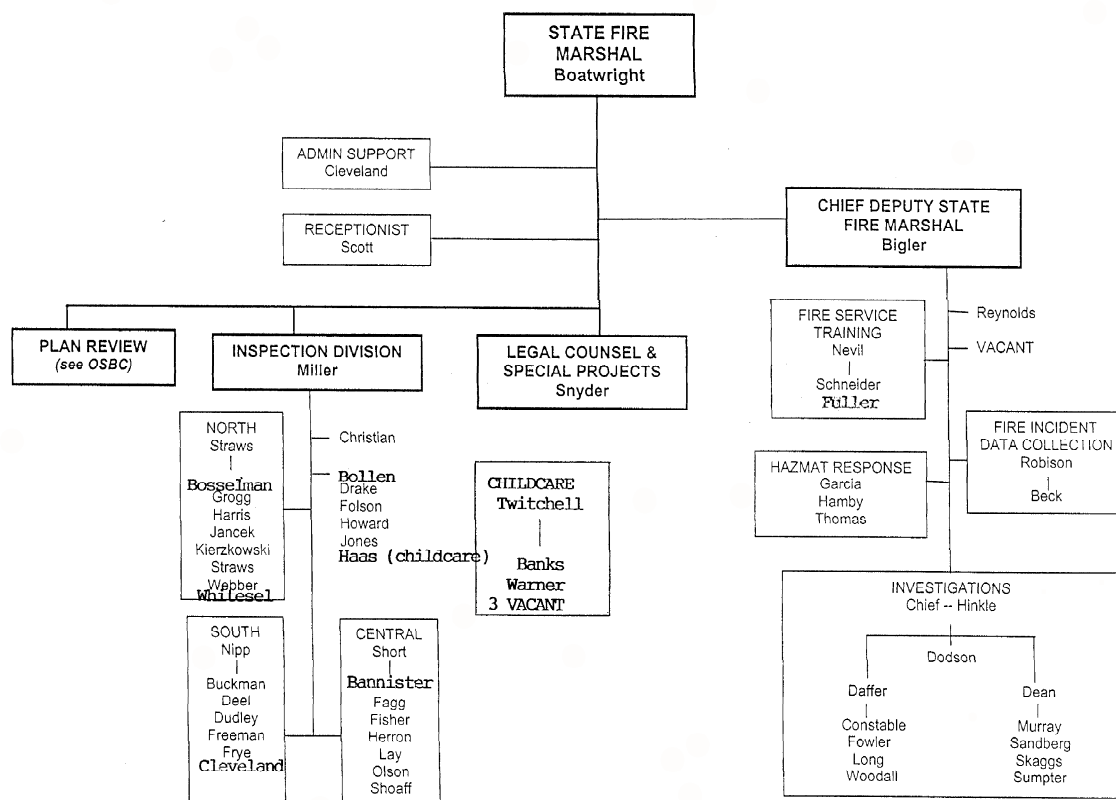 STATE FIRE
MARSHAL
Boatwright
ADMIN SUPPORT
Cleveland
RECEPTIONIST
Scott
CHIEF DEPUTY STATE
FIRE MARSHAL
Bigler
PLAN REVIEW
(see OSBC)
INSPECTION DIVISION
Miller
LEGAL COUNSEL &
SPECIAL PROJECTS
Snyder
Reynolds
VACANT
FIRE SERVICE
TRAINING
Nevil
Schneider
Fuller
FIRE INCIDENT
DATA COLLECTION
Robison
Beck
HAZMAT RESPONSE
Garcia
Hamby
Thomas
NORTH
Straws
Bosselman
Grogg
Harris
Jancek
Kierzkowski
Straws
Webber
Whitesel
Christian
Bollen
Drake
Folson
Howard
Jones
Haas (childcare)
CHILDCARE
Twitchell
Banks
Warner
3 VACANT
SOUTH
Nipp
Buckman
Deel
Dudley
Freeman
Frye
Cleveland
CENTRAL
Short
Bannister
Fagg
Fisher
Herron
Lay
Olson
Shoaff
INVESTIGATIONS
Chief -- Hinkle
Dodson
Daffer
Constable
Fowler
Long
Woodall
Dean
Murray
Sandberg
Skaggs
Sumpter